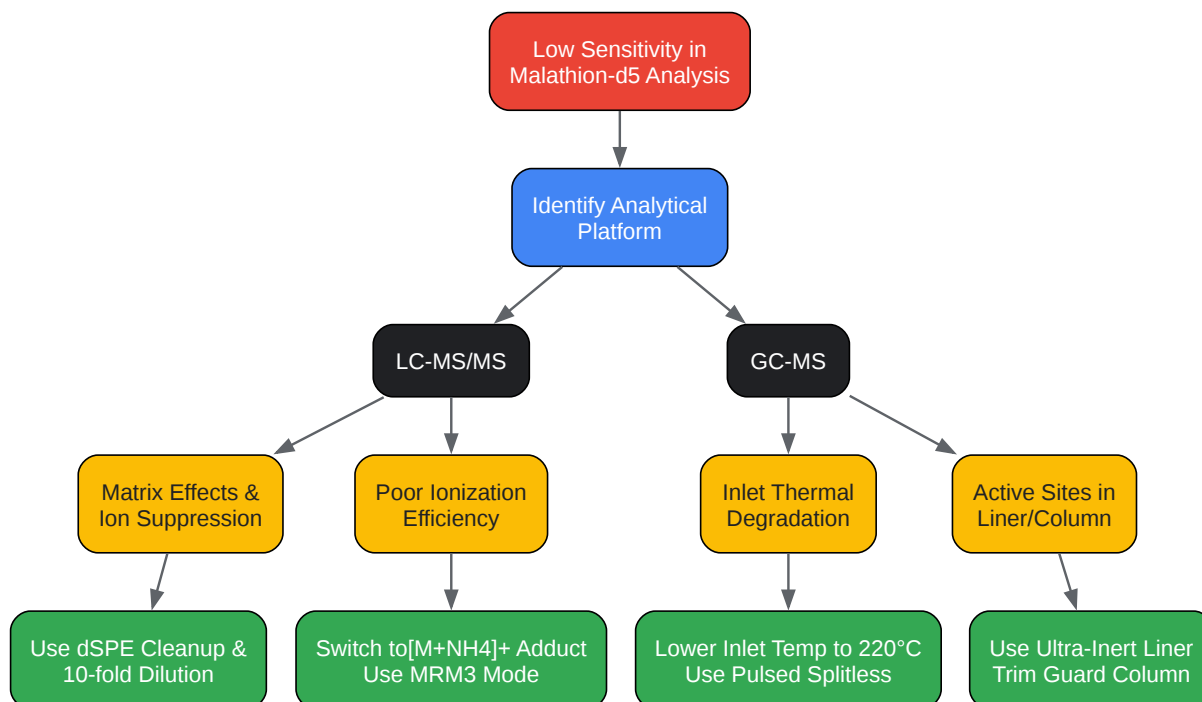 Low Sensitivity in
Malathion-d5 Analysis
Identify Analytical
Platform
LC-MS/MS
GC-MS
Matrix Effects &
Ion Suppression
Poor Ionization
Efficiency
Inlet Thermal
Degradation
Active Sites in
Liner/Column
Use dSPE Cleanup &
10-fold Dilution
Switch to[M+NH4]+ Adduct
Use MRM3 Mode
Lower Inlet Temp to 220°C
Use Pulsed Splitless
Use Ultra-Inert Liner
Trim Guard Column